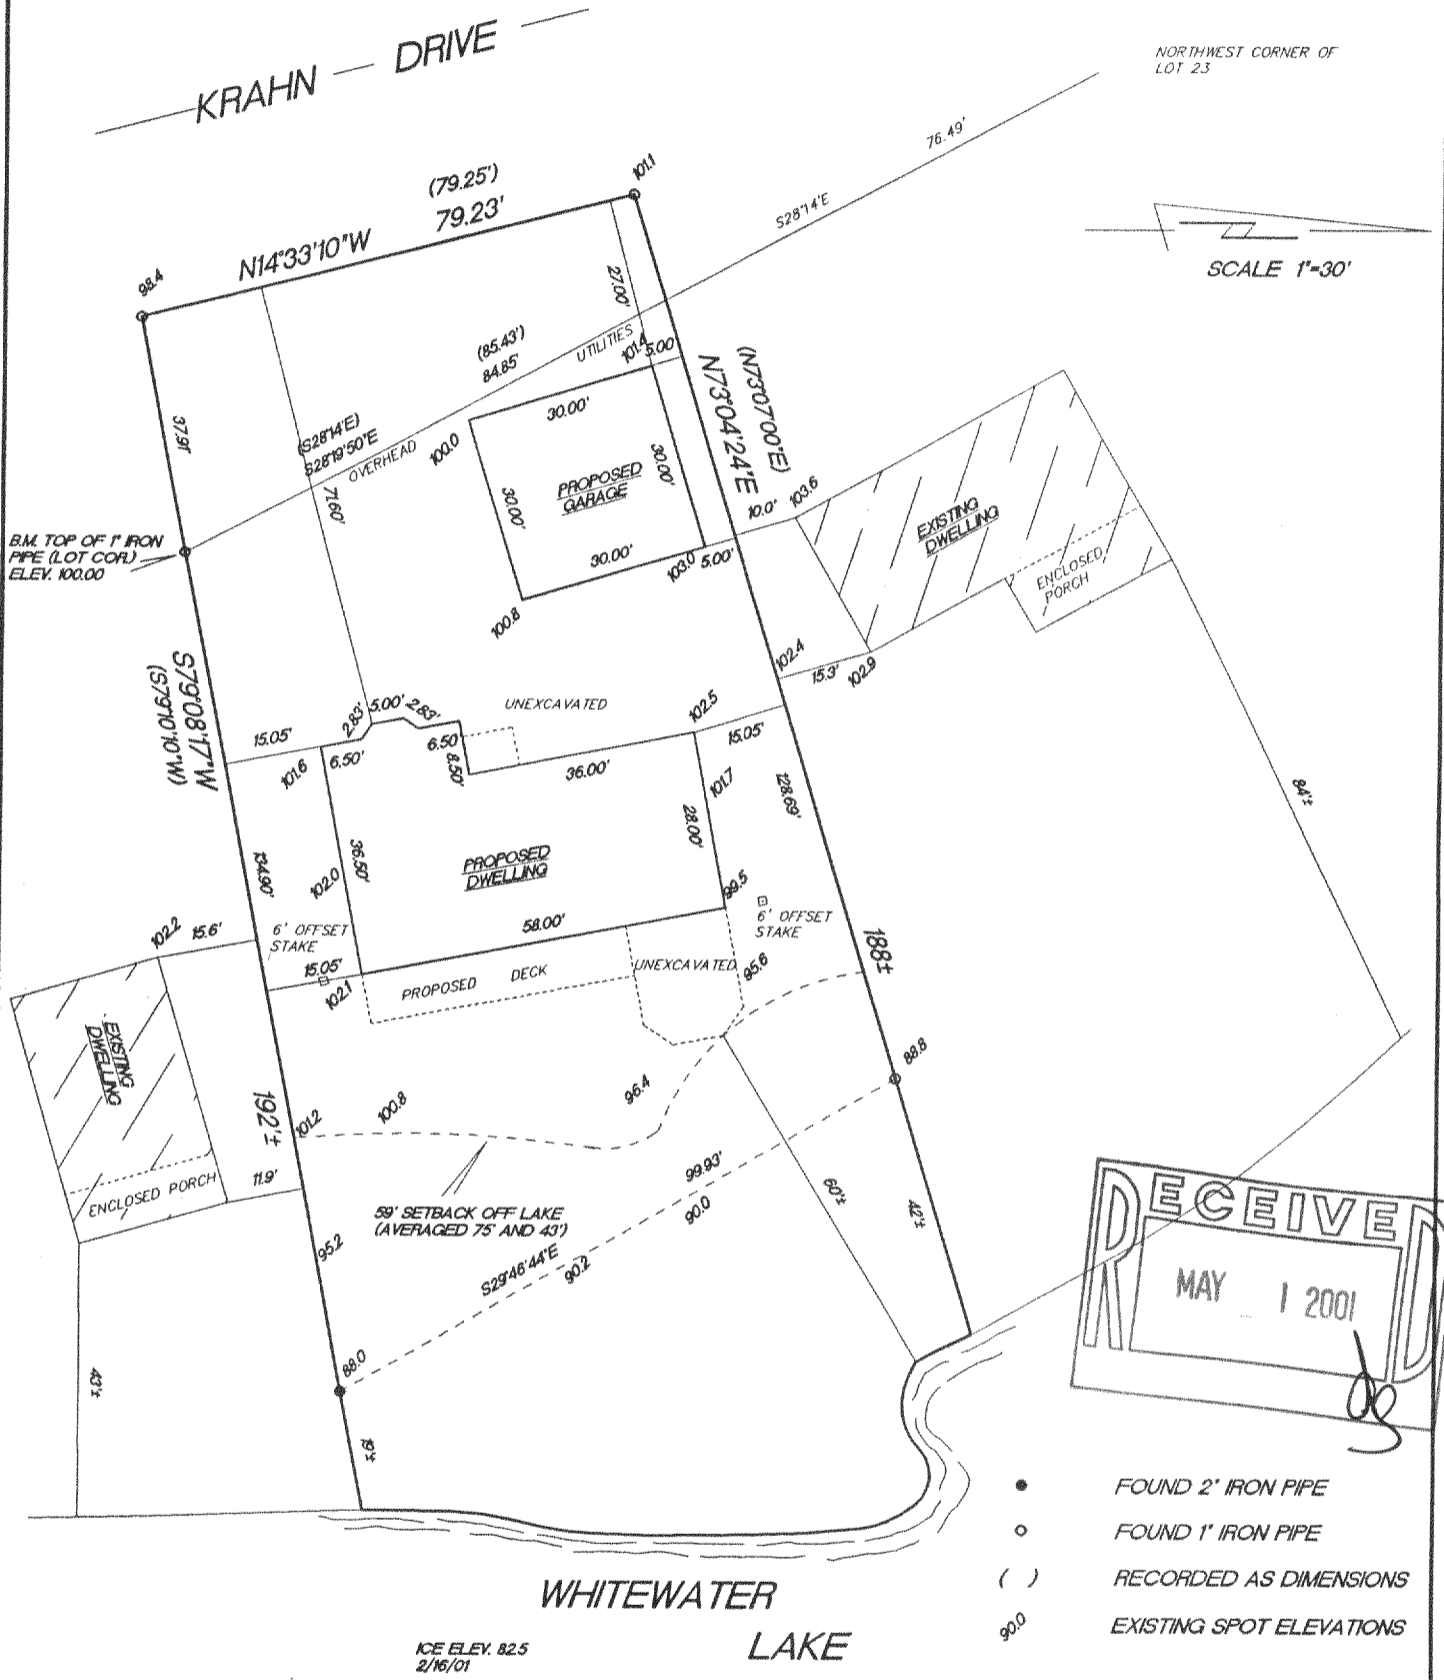 KRAHN — DRIVE
NORTHWEST CORNER OF
LOT 23
76.49'
S28°14'E
SCALE 1"=30'
(79.25')
79.23'
N14°33'10"W
101.1
98.4
27.00'
37.91'
(85.43')
84.85'
UTILITIES
101.4
5.00'
(S28°14'E)
S28°19'50"E
OVERHEAD
71.60'
100.0
30.00'
30.00'
30.00'
30.00'
PROPOSED
GARAGE
(N73°07'00"E)
N73°04'24"E
10.0'
103.6
EXISTING
DWELLING
ENCLOSED
PORCH
B.M. TOP OF 1" IRON
PIPE (LOT COR.)
ELEV. 100.00
103.0
5.00'
100.8
102.4
15.3'
102.9
S79°08'17"W
(S79°10'10"W)
15.05'
2.83'
5.00'
2.83'
UNEXCAVATED
102.5
15.05'
101.6
6.50'
6.50'
8.50'
36.00'
101.7
128.69'
84'±
28.00'
36.50'
102.0
134.90'
PROPOSED
DWELLING
99.5
58.00'
6' OFFSET
STAKE
6' OFFSET
STAKE
102.2
15.6'
15.05'
102.1
PROPOSED DECK
UNEXCAVATED
95.6
188±
EXISTING
DWELLING
ENCLOSED PORCH
11.9'
192'±
101.2
100.8
96.4
88.8
59' SETBACK OFF LAKE
(AVERAGED 75' AND 43')
99.93'
90.0
S29°46'44"E
90.2
60'±
42'±
95.2
88.0
43'±
19'±
RECEIVED
MAY 1 2001
WHITEWATER
LAKE
ICE ELEV. 82.5
2/16/01
FOUND 2" IRON PIPE
FOUND 1" IRON PIPE
( ) RECORDED AS DIMENSIONS
90.0 EXISTING SPOT ELEVATIONS